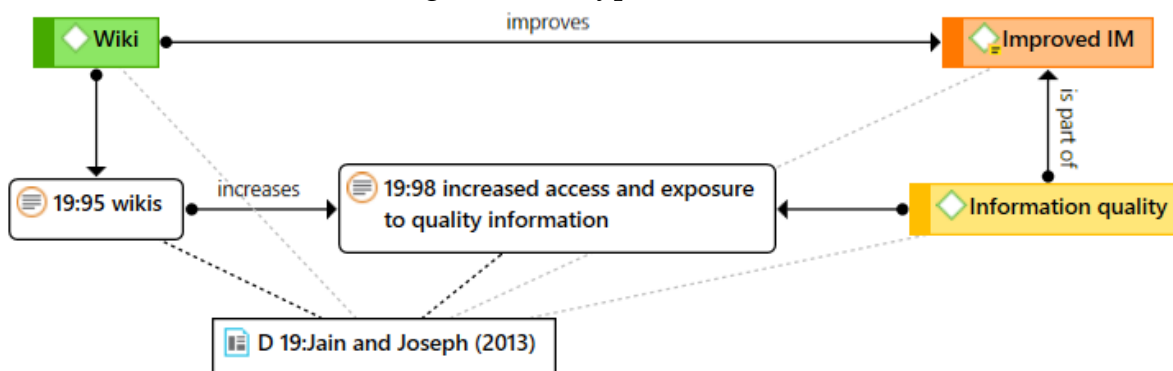 improves
Wiki
Improved IM
is part of
19:95 wikis
increases
19:98 increased access and exposure
to quality information
Information quality
D 19:Jain and Joseph (2013)